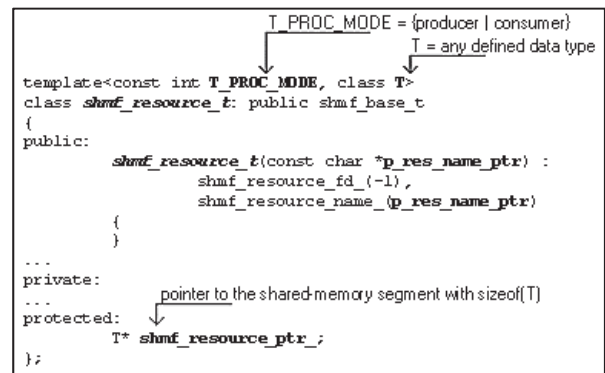 T_PROC_MODE = {producer | consumer}
T = any defined data type
template<const int T_PROC_MODE, class T>
class shmf_resource_t: public shmf_base_t
{
public:
shmf_resource_t(const char *p_res_name_ptr) :
shmf_resource_fd_(-1),
shmf_resource_name_(p_res_name_ptr)
{
}
...
private:
...
pointer to the shared-memory segment with sizeof(T)
protected:
T* shmf_resource_ptr_;
};